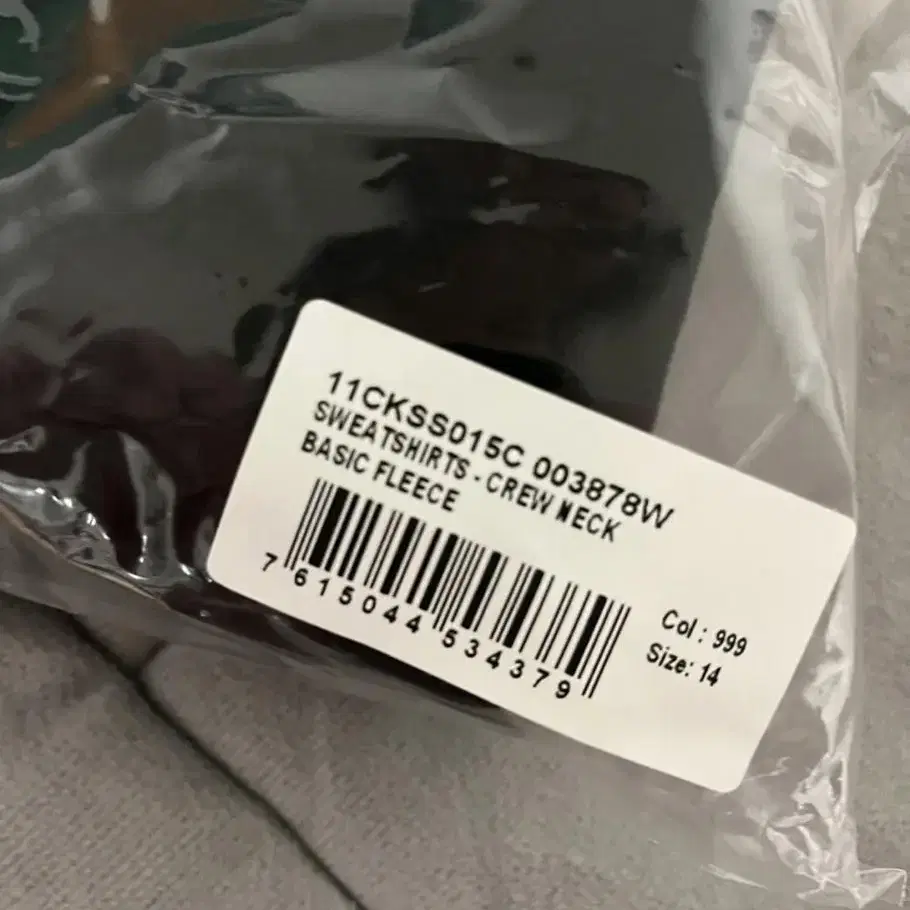 11CKSS015C 003878W
SWEATSHIRTS - CREW NECK
BASIC FLEECE
7 615044 534379
Col : 999
Size: 14